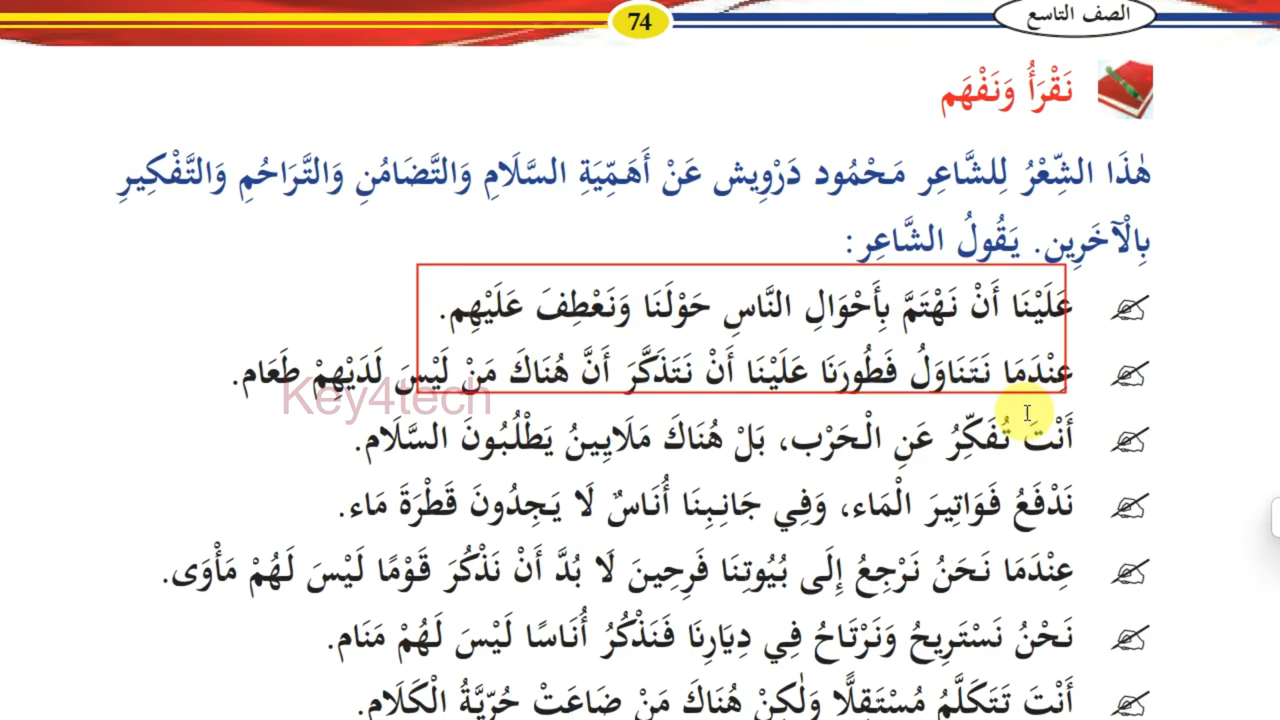 74
الصف التاسع
نَقْرَأُ وَنَفْهَم
هٰذَا الشِّعْرُ لِلشَّاعِر مَحْمُود دَرْوِيش عَنْ أَهَمِّيَةِ السَّلَامِ وَالتَّضَامُنِ وَالتَّرَاحُمِ وَالتَّفْكِيرِ
بِالْآخَرِين. يَقُولُ الشَّاعِر:
عَلَيْنَا أَنْ نَهْتَمَّ بِأَحْوَالِ النَّاسِ حَوْلَنَا وَنَعْطِفَ عَلَيْهِم.
عِنْدَمَا نَتَنَاوَلُ فَطُورَنَا عَلَيْنَا أَنْ نَتَذَكَّرَ أَنَّ هُنَاكَ مَنْ لَيْسَ لَدَيْهِمْ طَعَام.
Key4tech
أَنْتَ تُفَكِّرُ عَنِ الْحَرْب، بَلْ هُنَاكَ مَلَايِينُ يَطْلُبُونَ السَّلَام.
نَدْفَعُ فَوَاتِيرَ الْمَاء، وَفِي جَانِبِنَا أُنَاسٌ لَا يَجِدُونَ قَطْرَةَ مَاء.
عِنْدَمَا نَحَنُ نَرْجِعُ إِلَى بُيُوتِنَا فَرِحِينَ لَا بُدَّ أَنْ نَذْكُرَ قَوْمًا لَيْسَ لَهُمْ مَأْوَى.
نَحْنُ نَسْتَرِيحُ وَنَرْتَاحُ فِي دِيَارِنَا فَنَذْكُرُ أُنَاسًا لَيْسَ لَهُمْ مَنَام.
أَنْتَ تَتَكَلَّمُ مُسْتَقِلًّا وَلٰكِنْ هُنَاكَ مَنْ ضَاعَتْ حُرِّيَّةُ الْكَلَام.